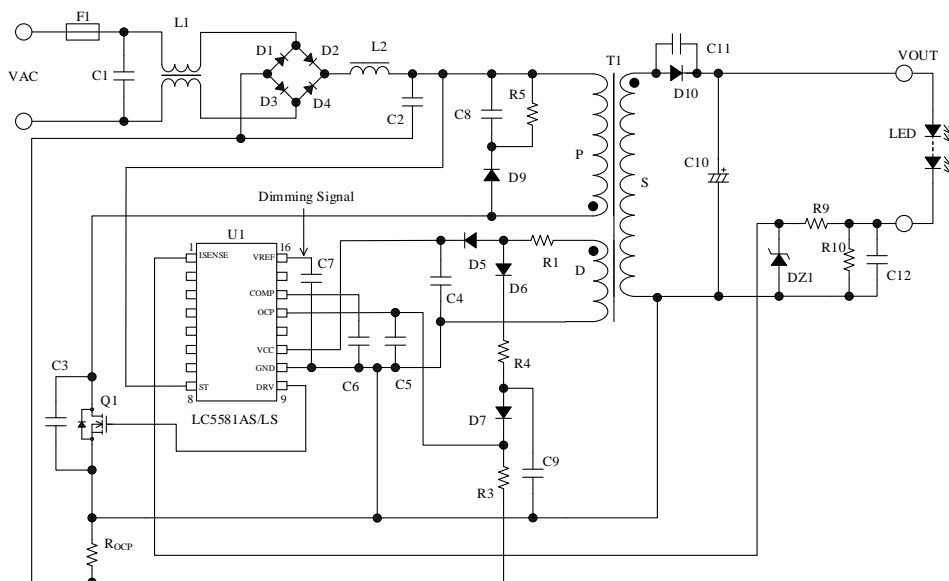 F1
L1
VAC
C1
D1
D2
D3
D4
L2
C2
C8
R5
D9
T1
P
S
D
C11
D10
VOUT
C10
LED
R9
R10
DZ1
C12
Dimming Signal
U1
1
16
ISENSE
VREF
COMP
OCP
VCC
GND
ST
DRV
8
9
LC5581AS/LS
C7
C4
D5
D6
R1
R4
C6
C5
D7
C9
R3
C3
Q1
ROCP
+